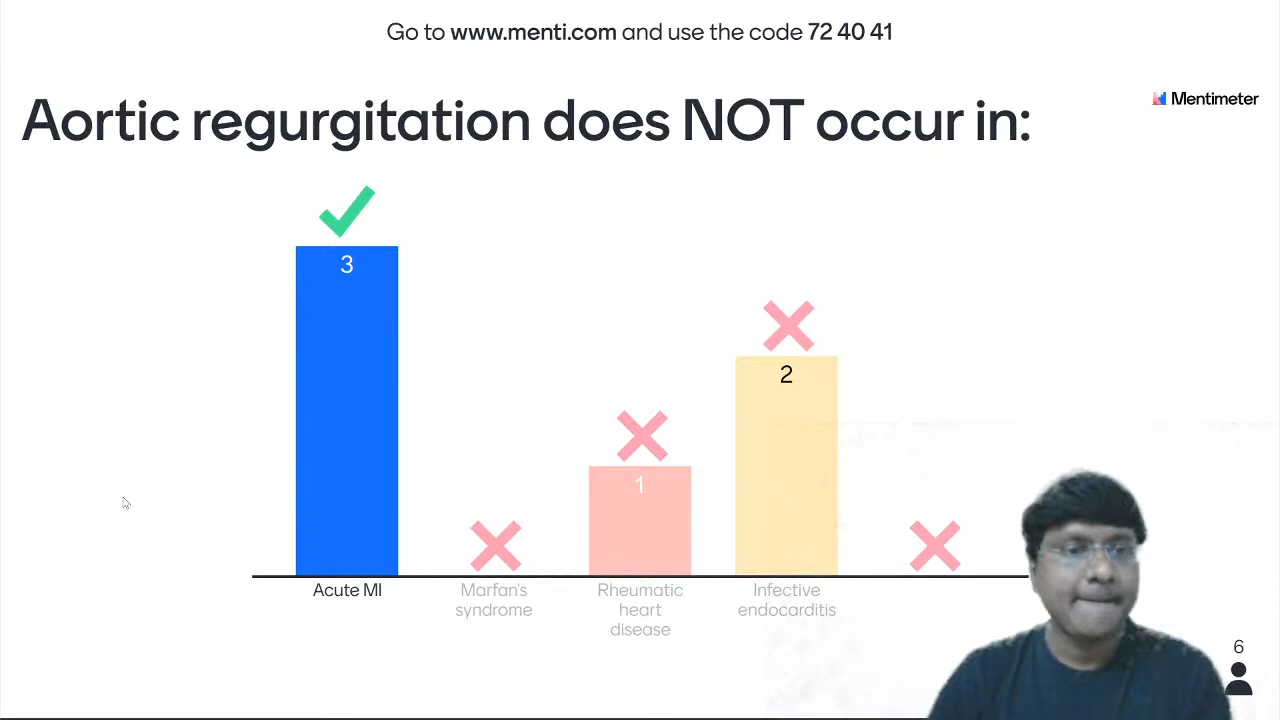 Go to www.menti.com and use the code 72 40 41
Mentimeter
Aortic regurgitation does NOT occur in:
3
1
2
Acute MI
Marfan's
syndrome
Rheumatic
heart
disease
Infective
endocarditis
6